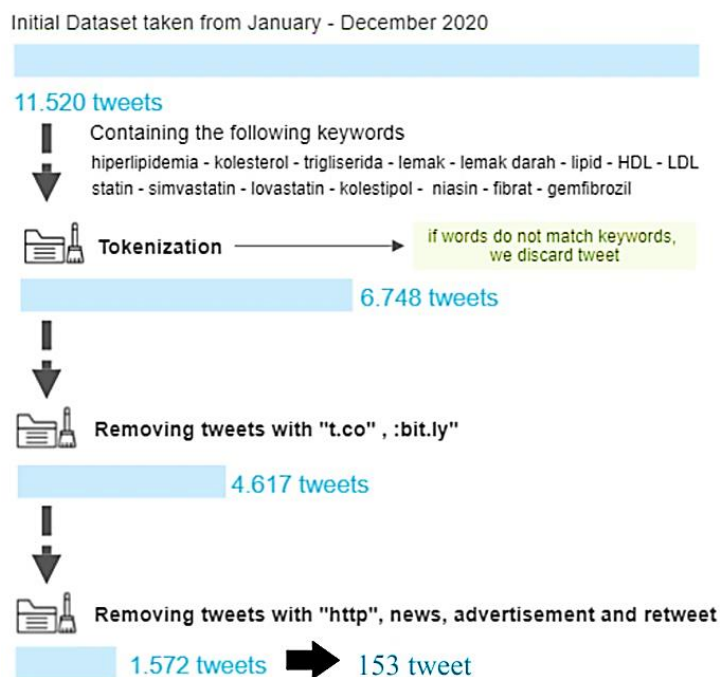 Initial Dataset taken from January - December 2020
11.520 tweets
Containing the following keywords
hiperlipidemia - kolesterol - trigliserida - lemak - lemak darah - lipid - HDL - LDL
statin - simvastatin - lovastatin - kolestipol - niasin - fibrat - gemfibrozil
Tokenization
if words do not match keywords,
we discard tweet
6.748 tweets
Removing tweets with "t.co" , :bit.ly"
4.617 tweets
Removing tweets with "http", news, advertisement and retweet
1.572 tweets
153 tweet